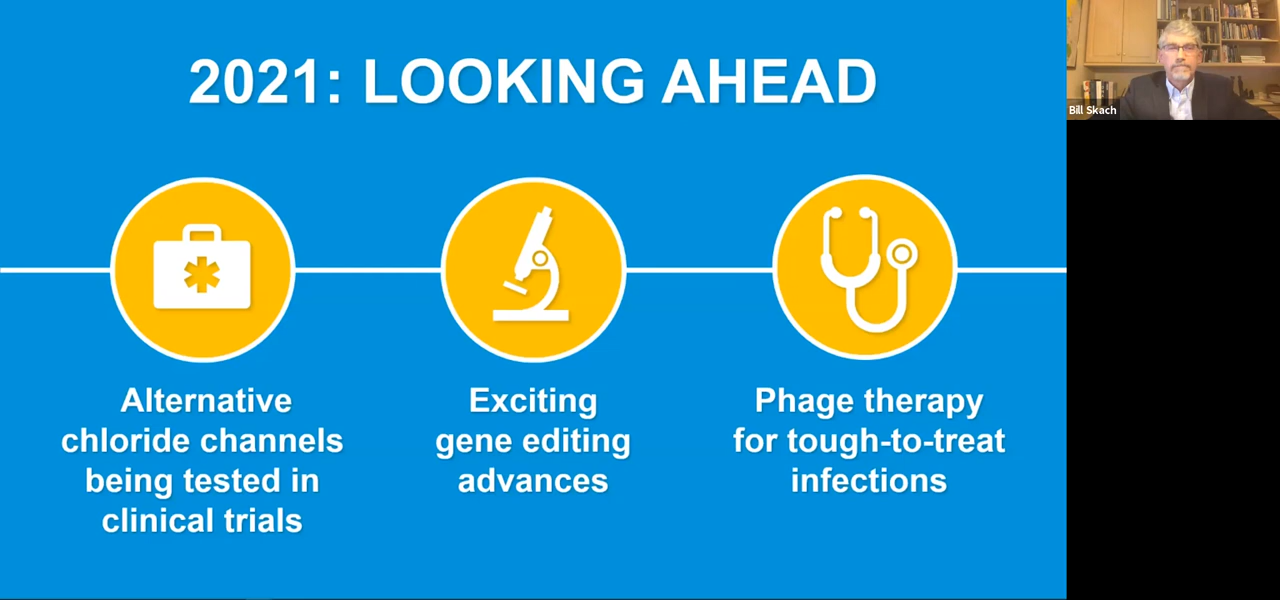 2021: LOOKING AHEAD
Bill Skach
Alternative
chloride channels
being tested in
clinical trials
Exciting
gene editing
advances
Phage therapy
for tough-to-treat
infections